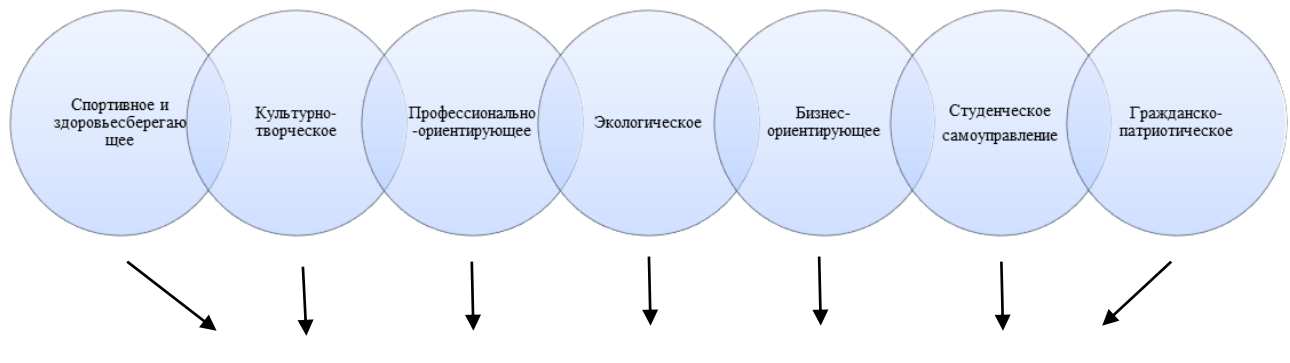 Спортивное и
здоровьесберегаю
щее
Культурно-
творческое
Профессионально
-ориентирующее
Экологическое
Бизнес-
ориентирующее
Студенческое
самоуправление
Гражданско-
патриотическое